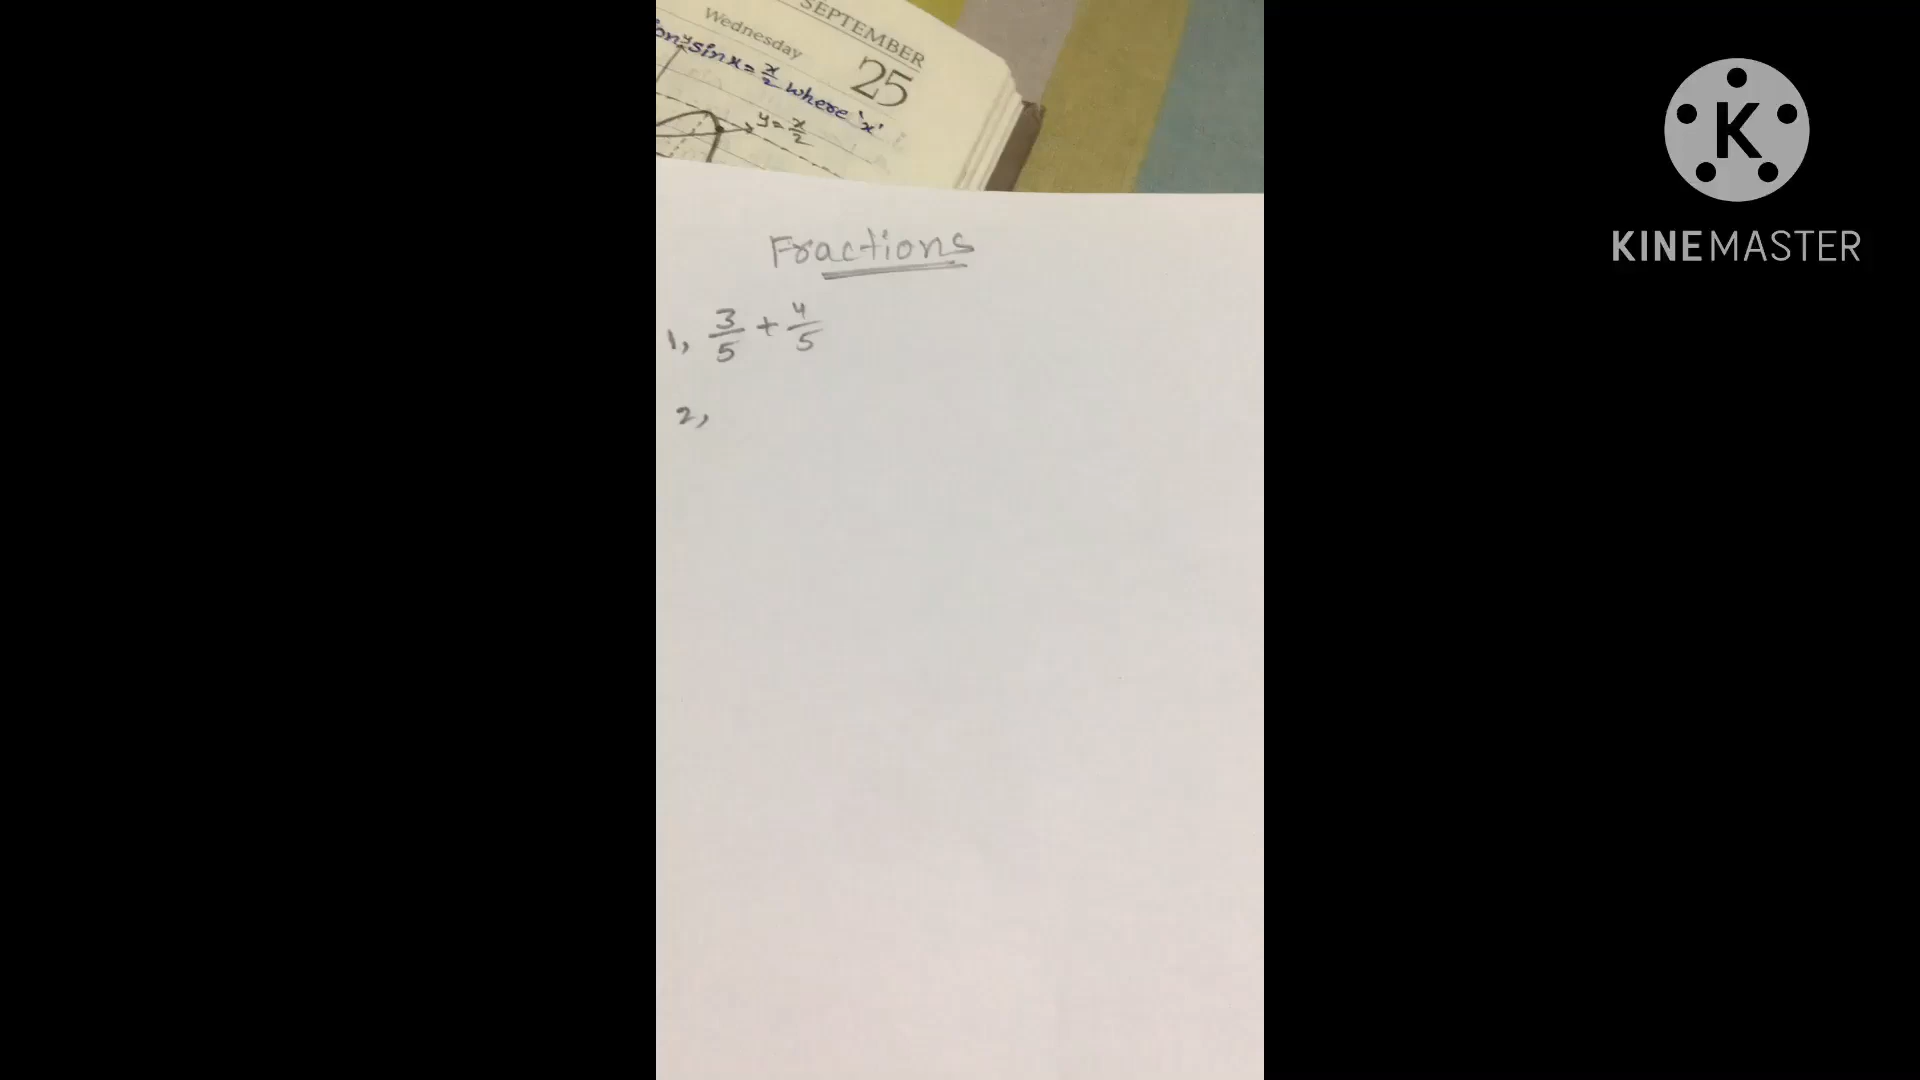 SEPTEMBER
Wednesday
25
sin x = x/2 where 'x'
y
y = x/2
Fractions
1, 3/5 + 4/5
2,
K
KINEMASTER